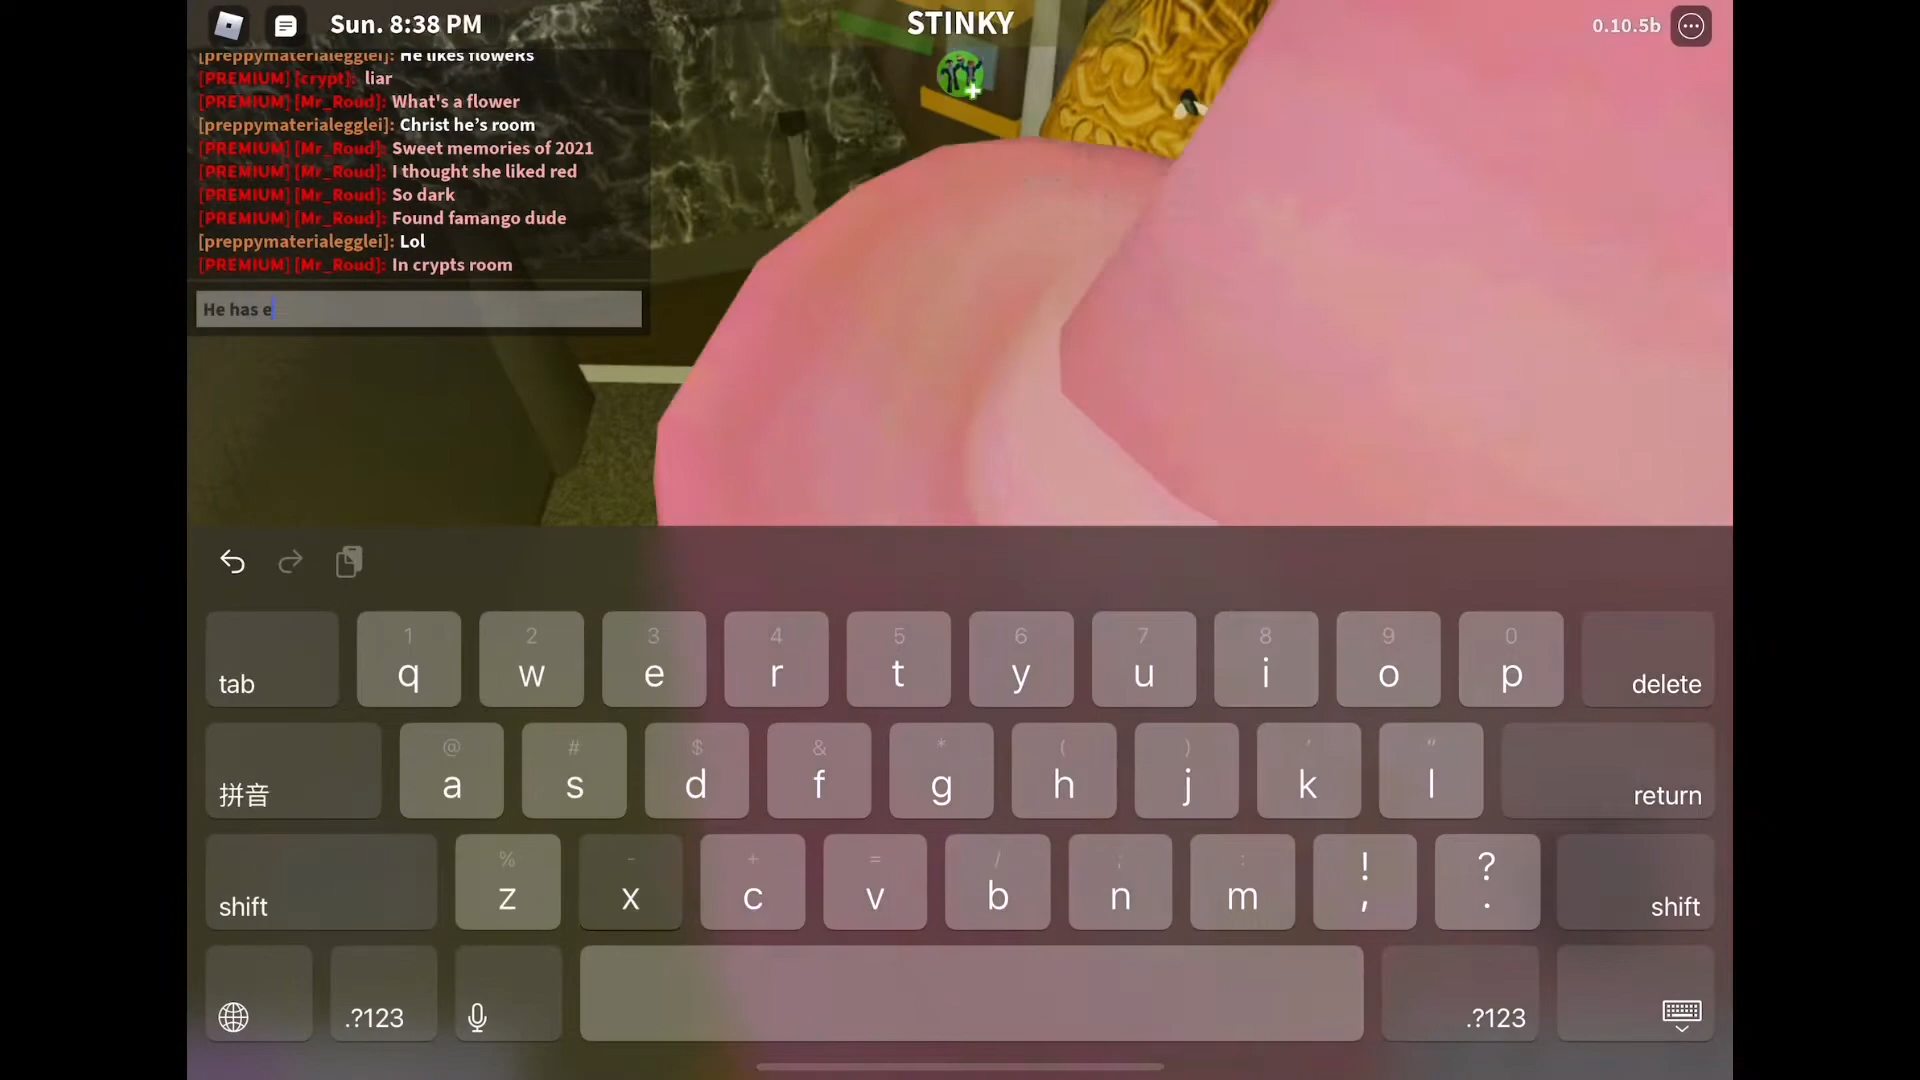 Sun. 8:38 PM
STINKY
0.10.5b
[preppymaterialegglei]: He likes flowers
[PREMIUM] [crypt]: liar
[PREMIUM] [Mr_Roud]: What's a flower
[preppymaterialegglei]: Christ he’s room
[PREMIUM] [Mr_Roud]: Sweet memories of 2021
[PREMIUM] [Mr_Roud]: I thought she liked red
[PREMIUM] [Mr_Roud]: So dark
[PREMIUM] [Mr_Roud]: Found famango dude
[preppymaterialegglei]: Lol
[PREMIUM] [Mr_Roud]: In crypts room
He has e
1 2 3 4 5 6 7 8 9 0
tab q w e r t y u i o p delete
@ # $ & * ( ) ' "
拼音 a s d f g h j k l return
% - + = / ; : ! ?
shift z x c v b n m , . shift
.?123 .?123